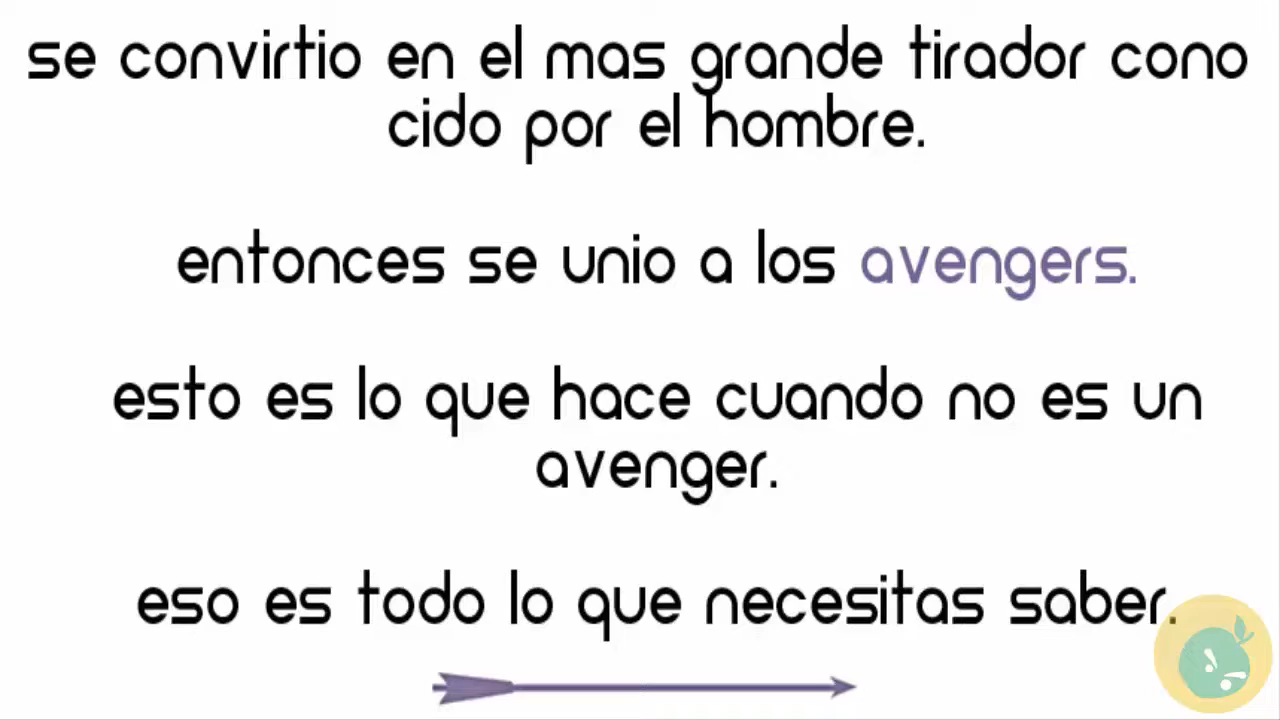 se convirtio en el mas grande tirador cono
cido por el hombre.
entonces se unio a los avengers.
esto es lo que hace cuando no es un
avenger.
eso es todo lo que necesitas saber.